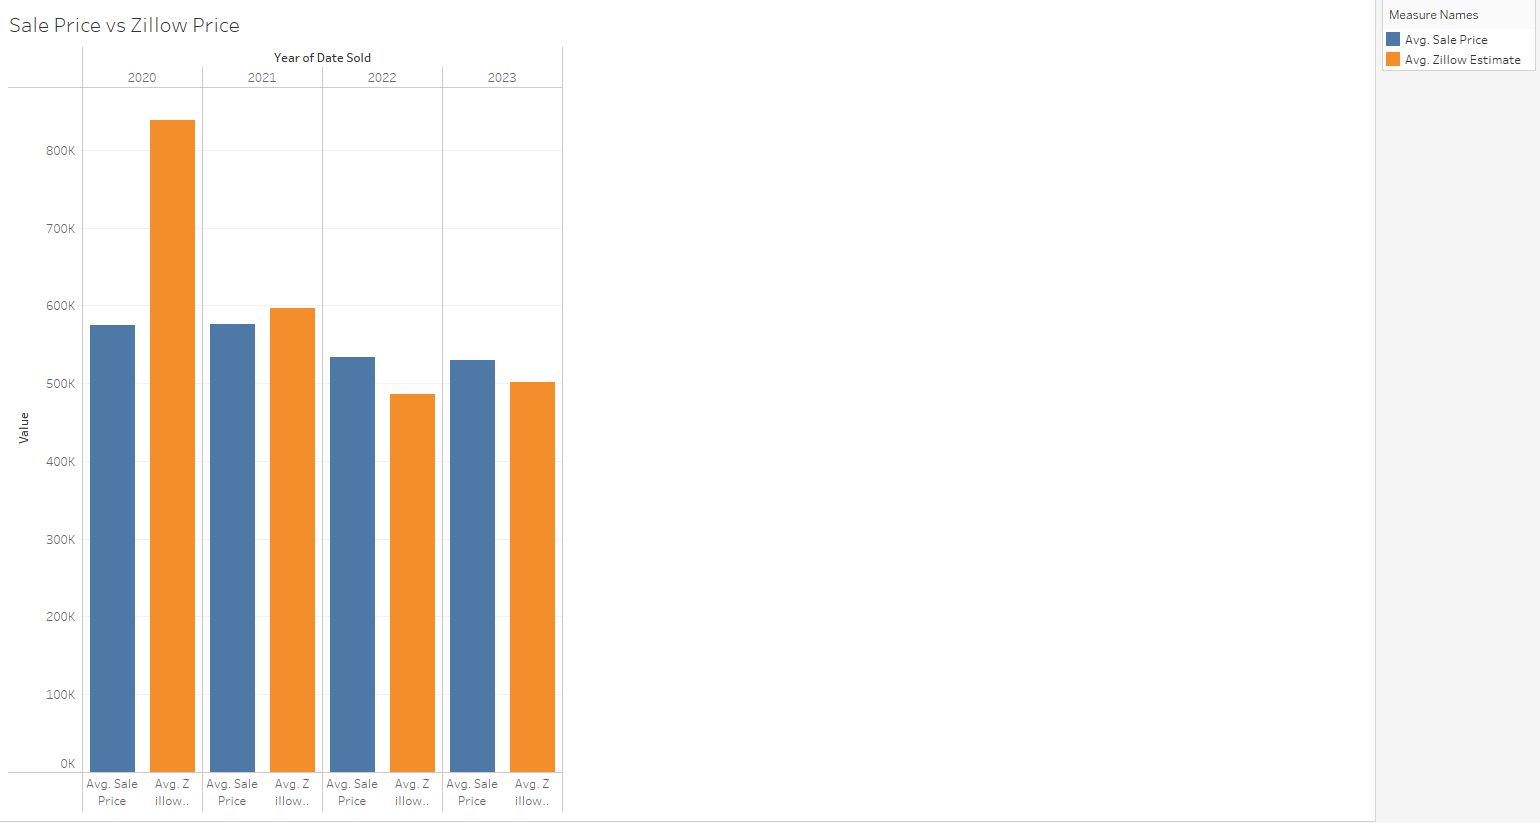 Sale Price vs Zillow Price
Measure Names
Avg. Sale Price
Avg. Zillow Estimate
Year of Date Sold
2020 2021 2022 2023
800K
700K
600K
500K
400K
300K
200K
100K
0K
Value
Avg. Sale Avg. Z Avg. Sale Avg. Z Avg. Sale Avg. Z Avg. Sale Avg. Z
Price illow.. Price illow.. Price illow.. Price illow..